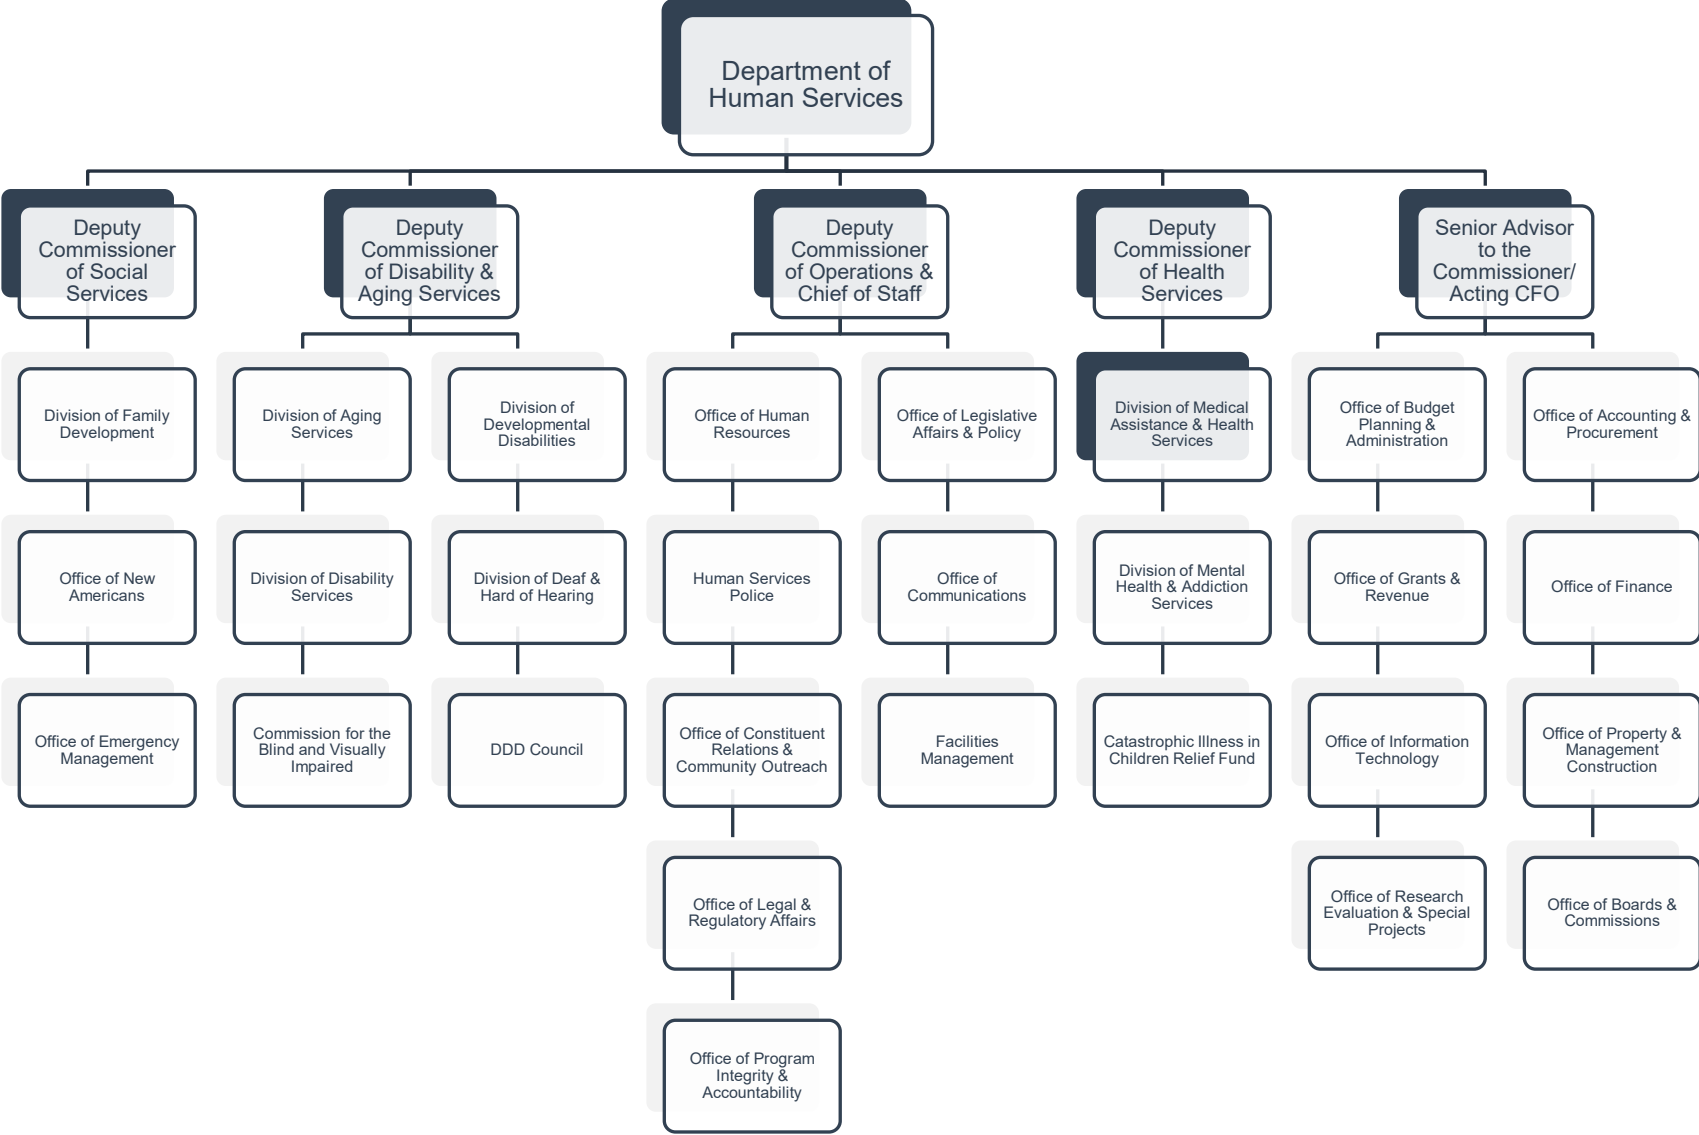 Department of
Human Services
Deputy
Commissioner
of Social
Services
Deputy
Commissioner
of Disability &
Aging Services
Deputy
Commissioner
of Operations &
Chief of Staff
Deputy
Commissioner
of Health
Services
Senior Advisor
to the
Commissioner/
Acting CFO
Division of Family
Development
Division of Aging
Services
Division of
Developmental
Disabilities
Office of Human
Resources
Office of Legislative
Affairs & Policy
Division of Medical
Assistance & Health
Services
Office of Budget
Planning &
Administration
Office of Accounting &
Procurement
Office of New
Americans
Division of Disability
Services
Division of Deaf &
Hard of Hearing
Human Services
Police
Office of
Communications
Division of Mental
Health & Addiction
Services
Office of Grants &
Revenue
Office of Finance
Office of Emergency
Management
Commission for the
Blind and Visually
Impaired
DDD Council
Office of Constituent
Relations &
Community Outreach
Facilities
Management
Catastrophic Illness in
Children Relief Fund
Office of Information
Technology
Office of Property &
Management
Construction
Office of Legal &
Regulatory Affairs
Office of Research
Evaluation & Special
Projects
Office of Boards &
Commissions
Office of Program
Integrity &
Accountability